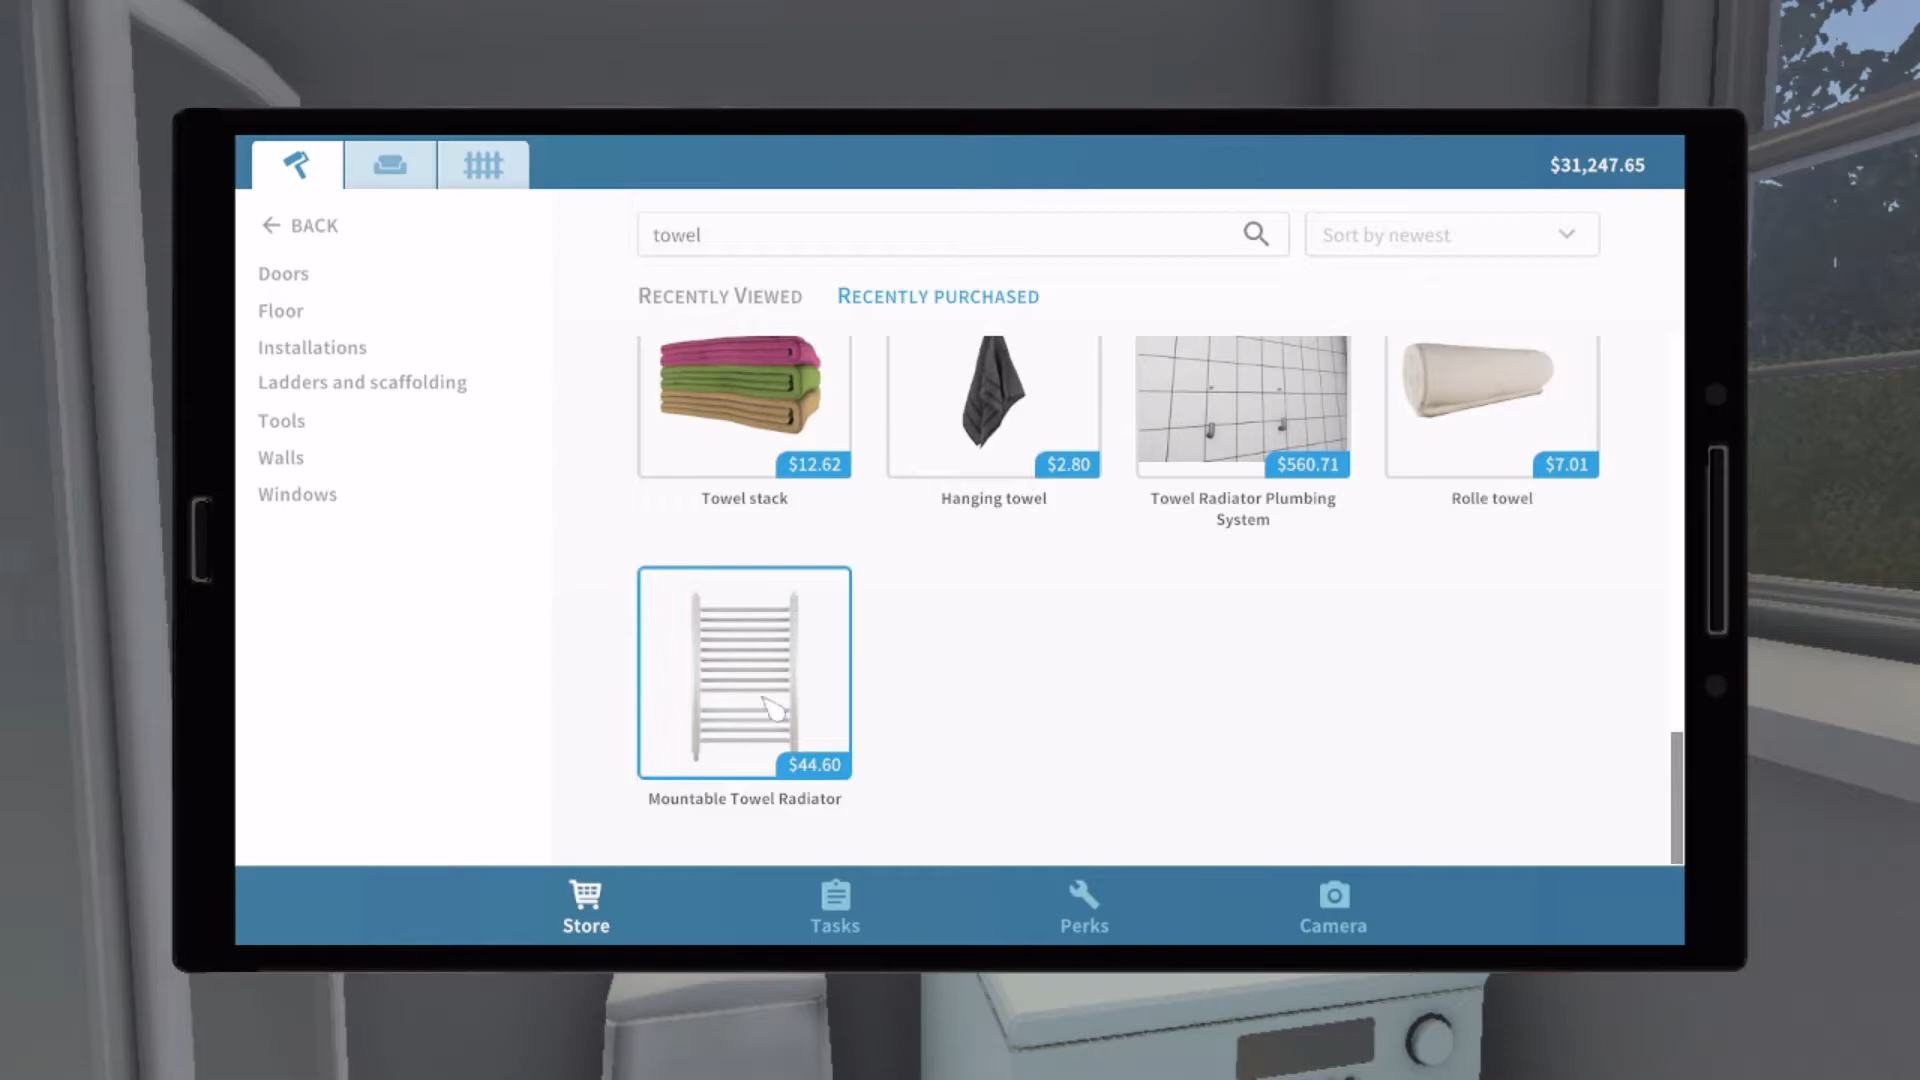 $31,247.65
BACK
towel
Sort by newest
Doors
Floor
Installations
Ladders and scaffolding
Tools
Walls
Windows
RECENTLY VIEWED
RECENTLY PURCHASED
$12.62
$2.80
$560.71
$7.01
Towel stack
Hanging towel
Towel Radiator Plumbing
System
Rolle towel
$44.60
Mountable Towel Radiator
Store
Tasks
Perks
Camera